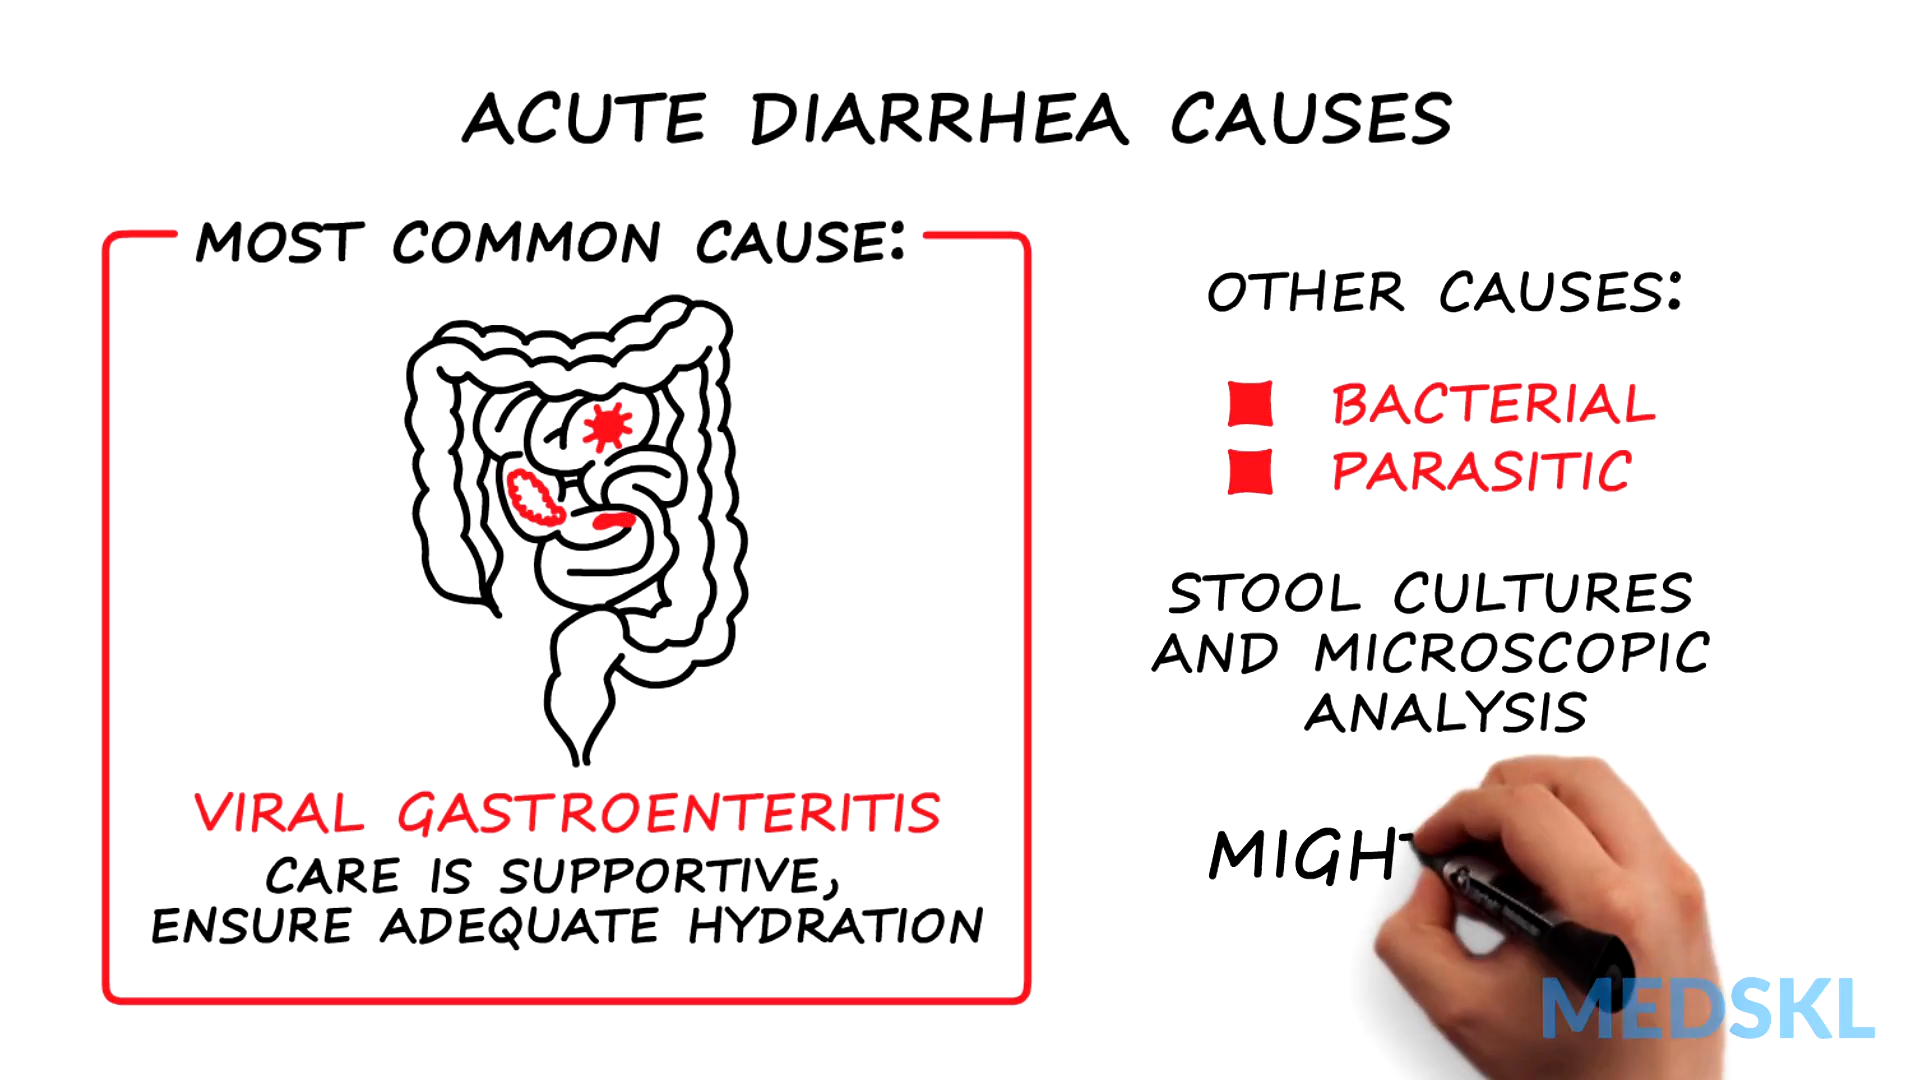 ACUTE DIARRHEA CAUSES
MOST COMMON CAUSE:
VIRAL GASTROENTERITIS
CARE IS SUPPORTIVE,
ENSURE ADEQUATE HYDRATION
OTHER CAUSES:
BACTERIAL
PARASITIC
STOOL CULTURES
AND MICROSCOPIC
ANALYSIS
MIGHT
MEDSKL